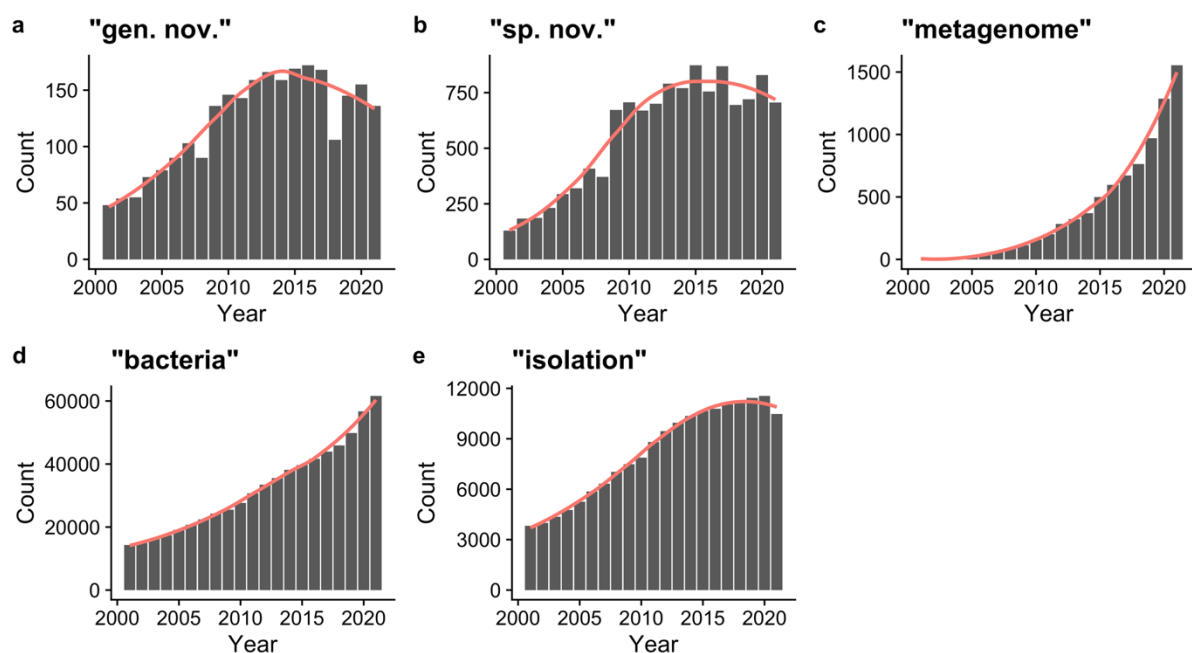 a "gen. nov."
150
100
50
0
Count
2000 2005 2010 2015 2020
Year
b "sp. nov."
750
500
250
0
Count
2000 2005 2010 2015 2020
Year
c "metagenome"
1500
1000
500
0
Count
2000 2005 2010 2015 2020
Year
d "bacteria"
60000
40000
20000
0
Count
2000 2005 2010 2015 2020
Year
e "isolation"
12000
9000
6000
3000
0
Count
2000 2005 2010 2015 2020
Year